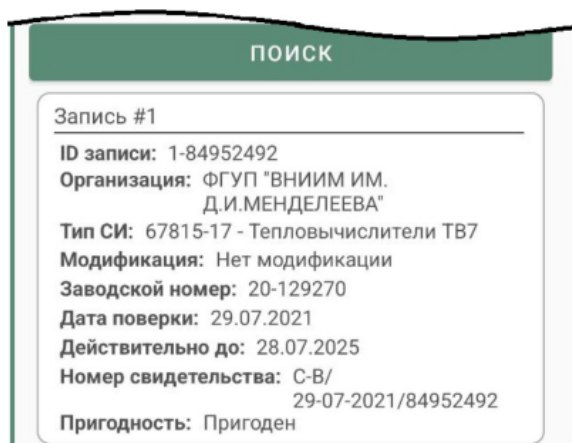 ПОИСК
Запись #1
ID записи: 1-84952492
Организация: ФГУП "ВНИИМ ИМ.
Д.И.МЕНДЕЛЕЕВА"
Тип СИ: 67815-17 - Тепловычислители ТВ7
Модификация: Нет модификации
Заводской номер: 20-129270
Дата поверки: 29.07.2021
Действительно до: 28.07.2025
Номер свидетельства: С-В/
29-07-2021/84952492
Пригодность: Пригоден